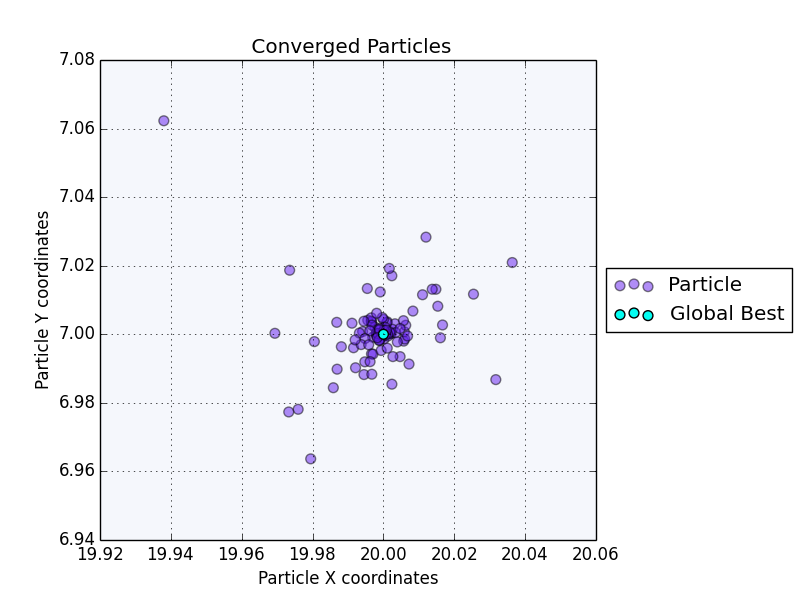 Converged Particles
7.08
7.06
7.04
7.02
7.00
6.98
6.96
6.94
Particle Y coordinates
19.92 19.94 19.96 19.98 20.00 20.02 20.04 20.06
Particle X coordinates
Particle
Global Best